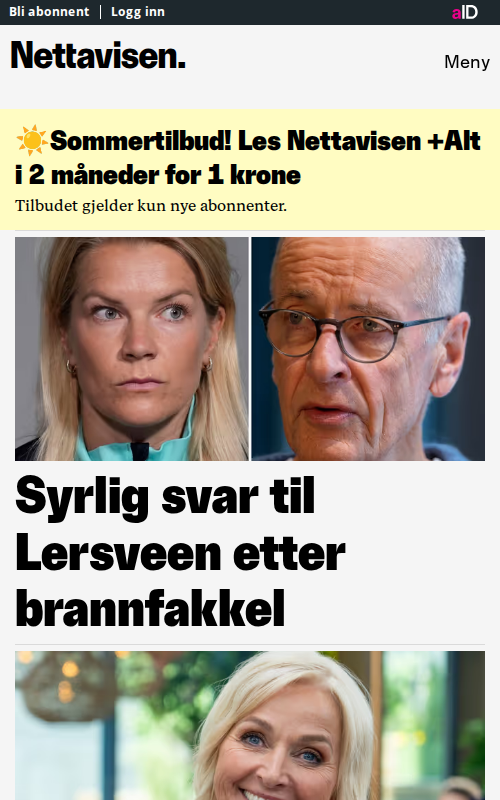 Bli abonnent | Logg inn
aID
Nettavisen.
Meny
☀️Sommertilbud! Les Nettavisen +Alt
i 2 måneder for 1 krone
Tilbudet gjelder kun nye abonnenter.
Syrlig svar til
Lersveen etter
brannfakkel